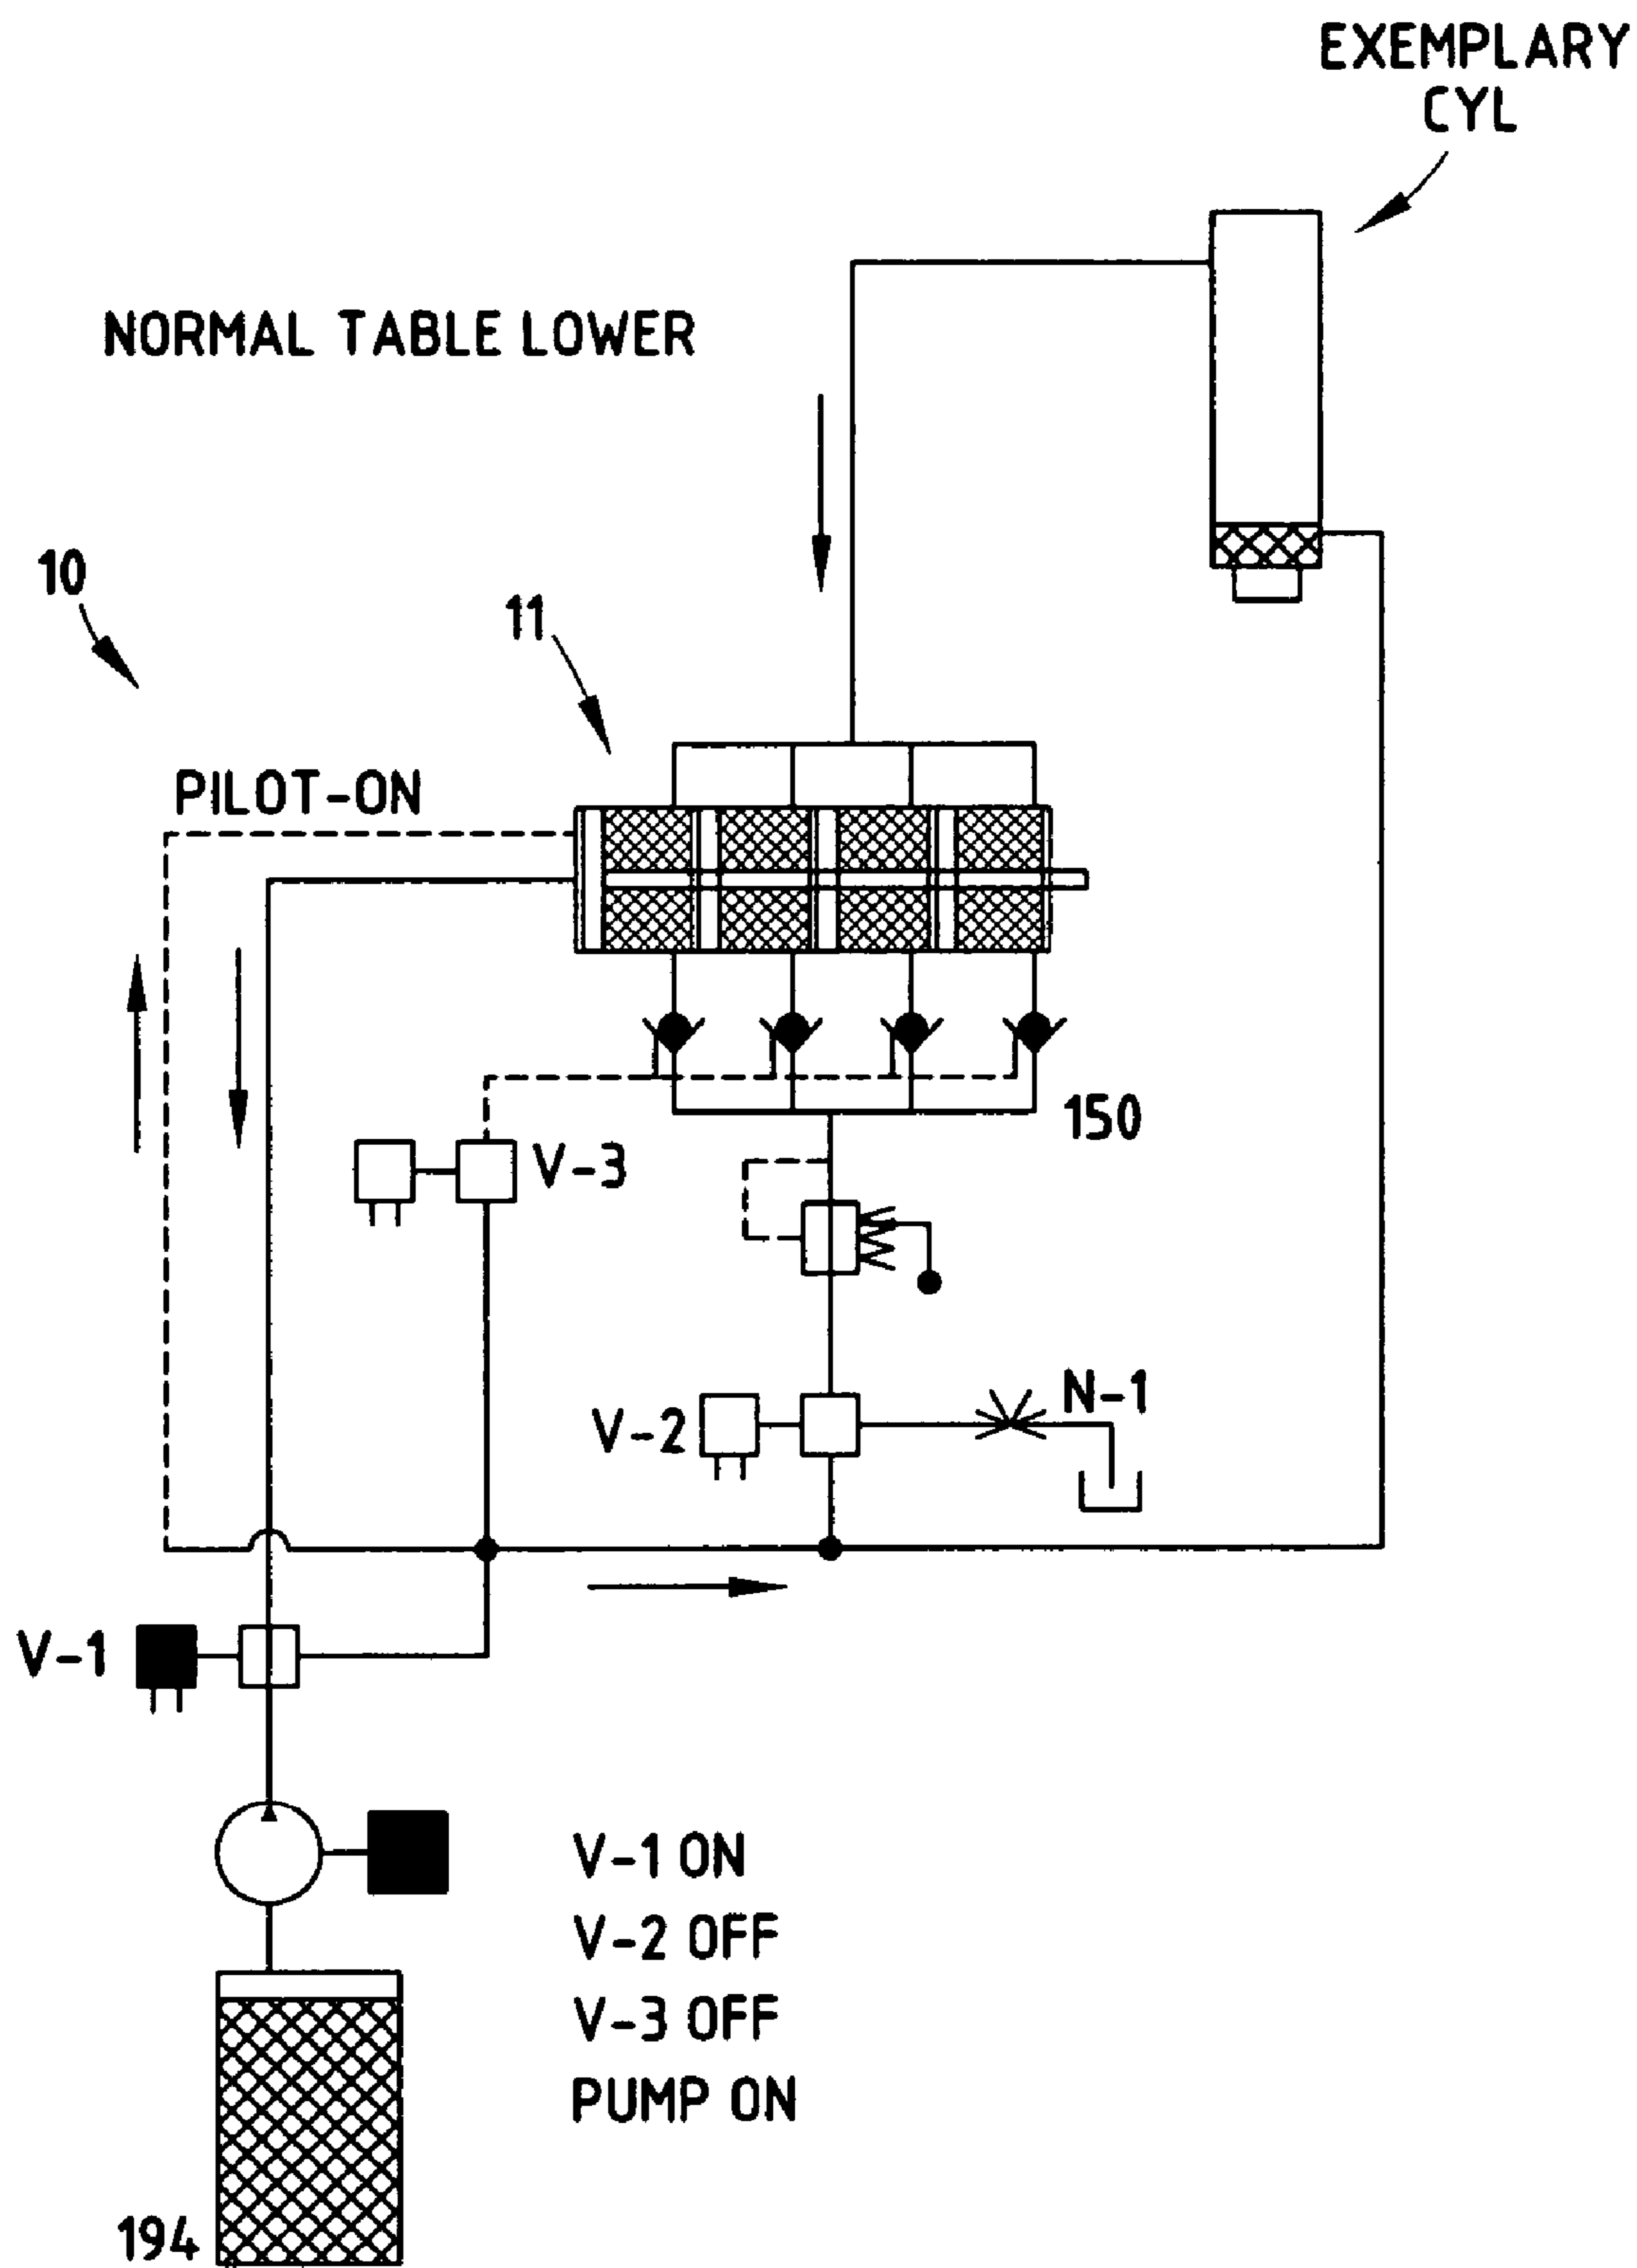 EXEMPLARY
CYL
NORMAL TABLE LOWER
10
11
PILOT-ON
150
V-3
N-1
V-2
V-1
V-1 ON
V-2 OFF
V-3 OFF
PUMP ON
194